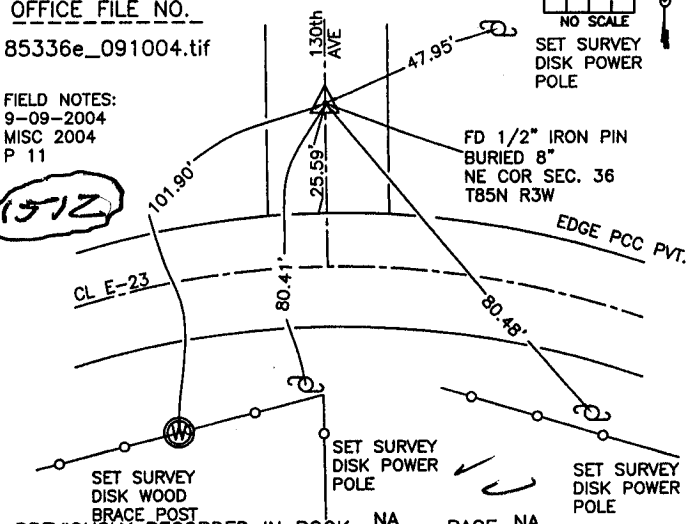 OFFICE FILE NO.
85336e_091004.tif
NO SCALE
SET SURVEY
DISK POWER
POLE
130th
AVE
47.95'
FIELD NOTES:
9-09-2004
MISC 2004
P 11
1512
FD 1/2" IRON PIN
BURIED 8"
NE COR SEC. 36
T85N R3W
101.90'
25.59'
80.41'
80.48'
EDGE PCC PVT.
CL E-23
W
SET SURVEY
DISK WOOD
BRACE POST
SET SURVEY
DISK POWER
POLE
SET SURVEY
DISK POWER
POLE
PREVIOUSLY RECORDED IN BOOK NA PAGE NA